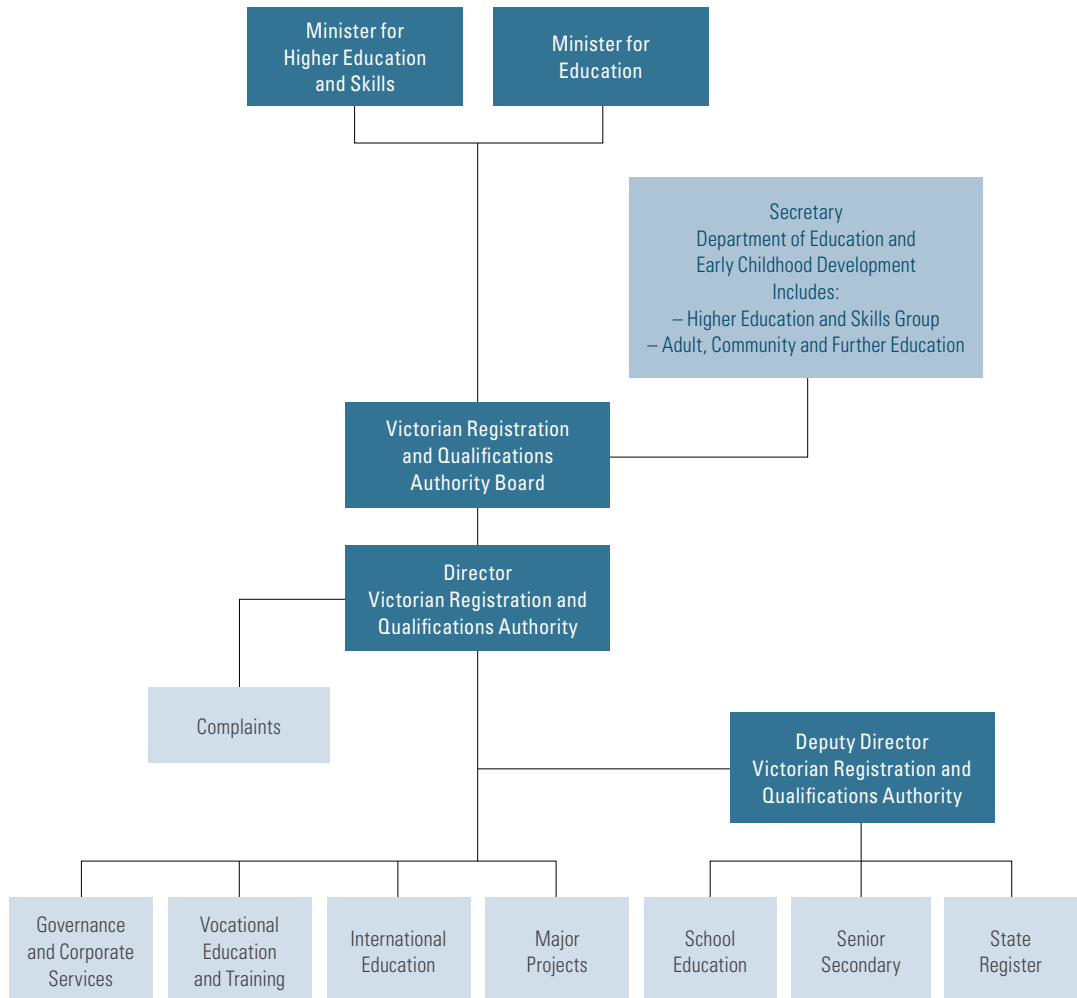 Minister for
Higher Education
and Skills
Minister for
Education
Secretary
Department of Education and
Early Childhood Development
Includes:
– Higher Education and Skills Group
– Adult, Community and Further Education
Victorian Registration
and Qualifications
Authority Board
Director
Victorian Registration and
Qualifications Authority
Complaints
Deputy Director
Victorian Registration and
Qualifications Authority
Governance
and Corporate
Services
Vocational
Education
and Training
International
Education
Major
Projects
School
Education
Senior
Secondary
State
Register